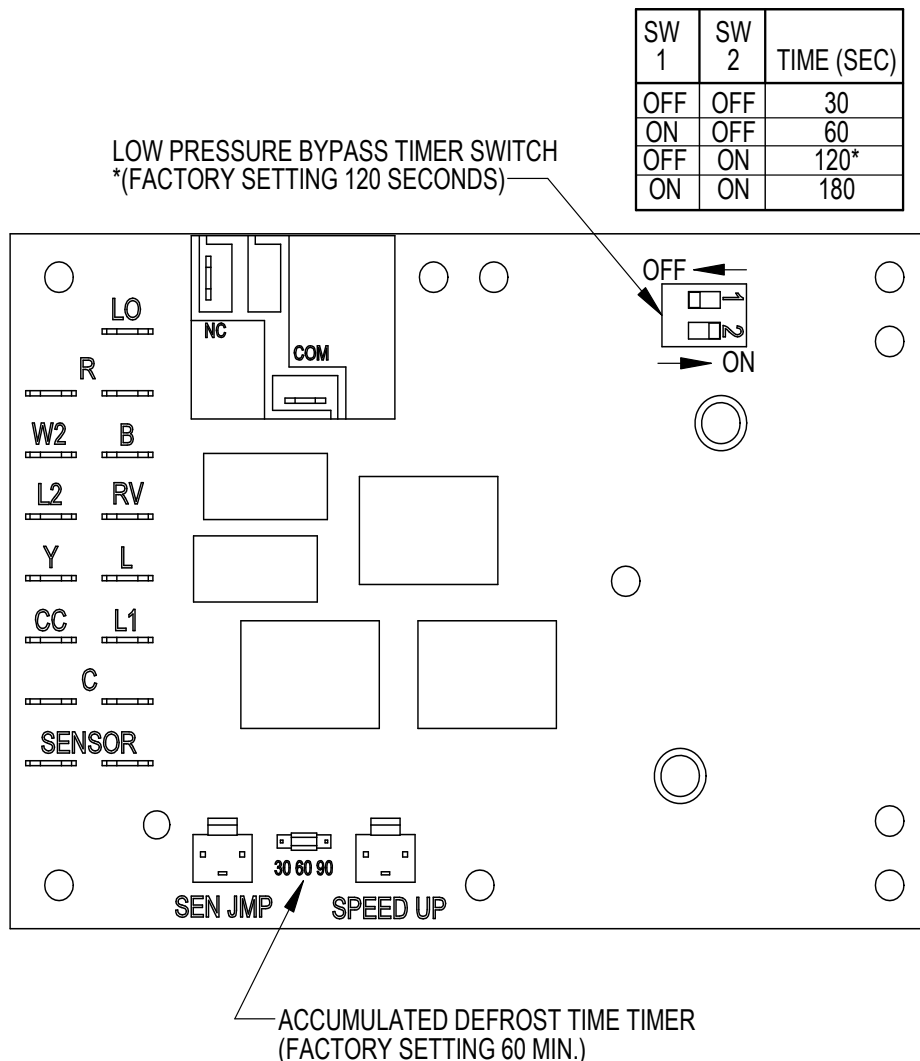 SW 1 SW 2 TIME (SEC)
OFF OFF 30
ON OFF 60
OFF ON 120*
ON ON 180
LOW PRESSURE BYPASS TIMER SWITCH
*(FACTORY SETTING 120 SECONDS)
OFF
1
2
ON
LO
NC
COM
R
W2 B
L2 RV
Y L
CC L1
C
SENSOR
30 60 90
SEN JMP SPEED UP
ACCUMULATED DEFROST TIME TIMER
(FACTORY SETTING 60 MIN.)